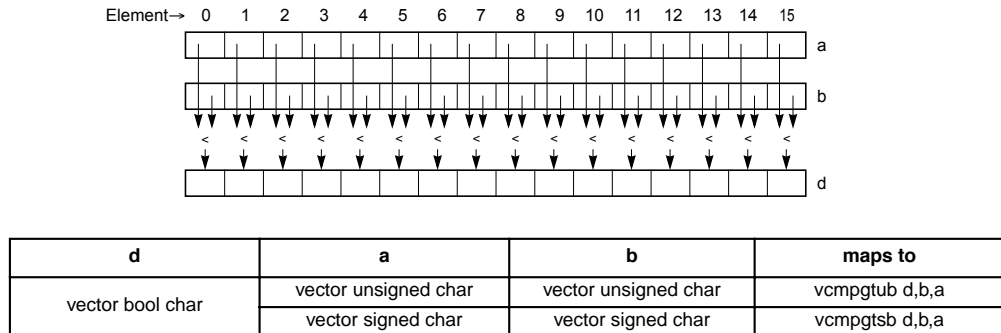 Element→ 0 1 2 3 4 5 6 7 8 9 10 11 12 13 14 15
a
b
< < < < < < < < < < < < < < < <
d
d a b maps to
vector bool char vector unsigned char vector unsigned char vcmpgtub d,b,a
vector signed char vector signed char vcmpgtsb d,b,a